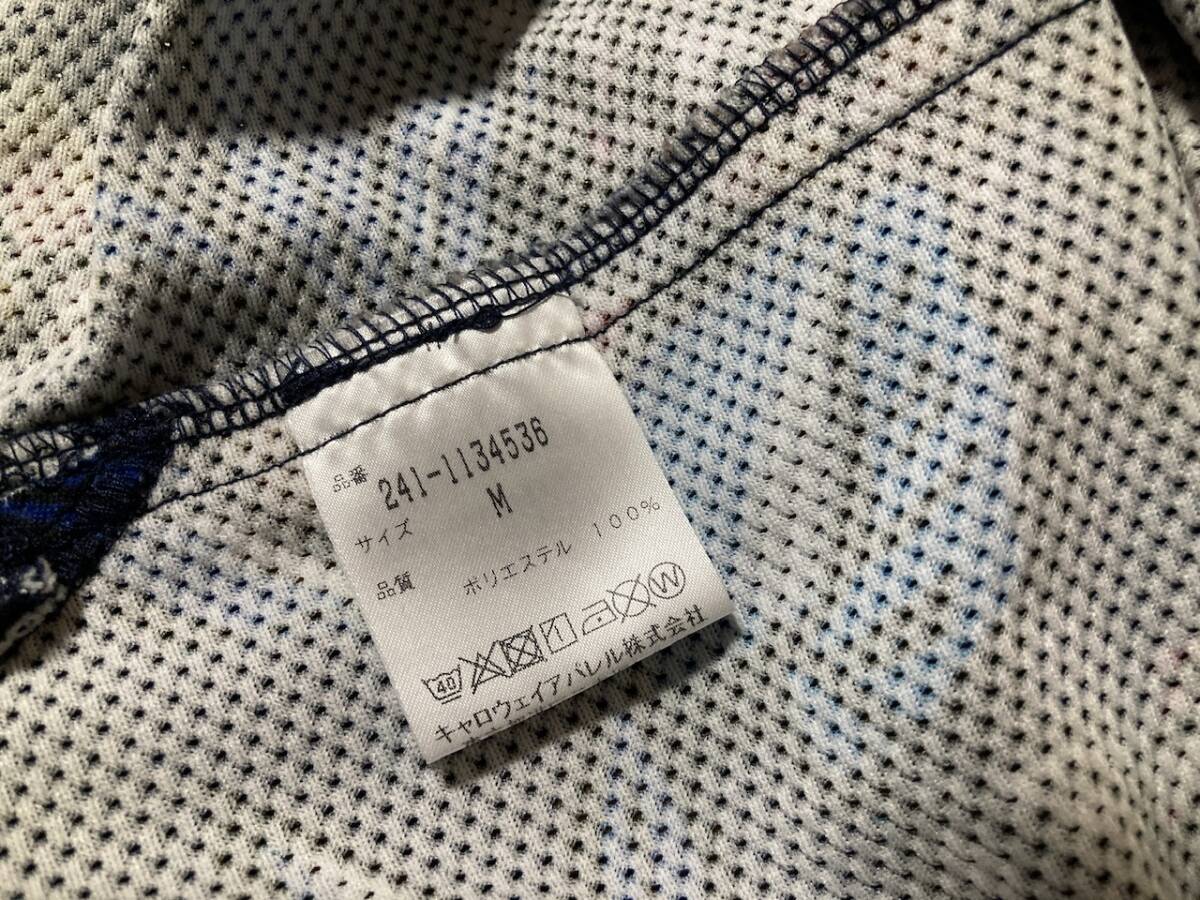 品番 241-1134536
サイズ M
品質 ポリエステル 100%
40 W
キャロウェイアパレル株式会社